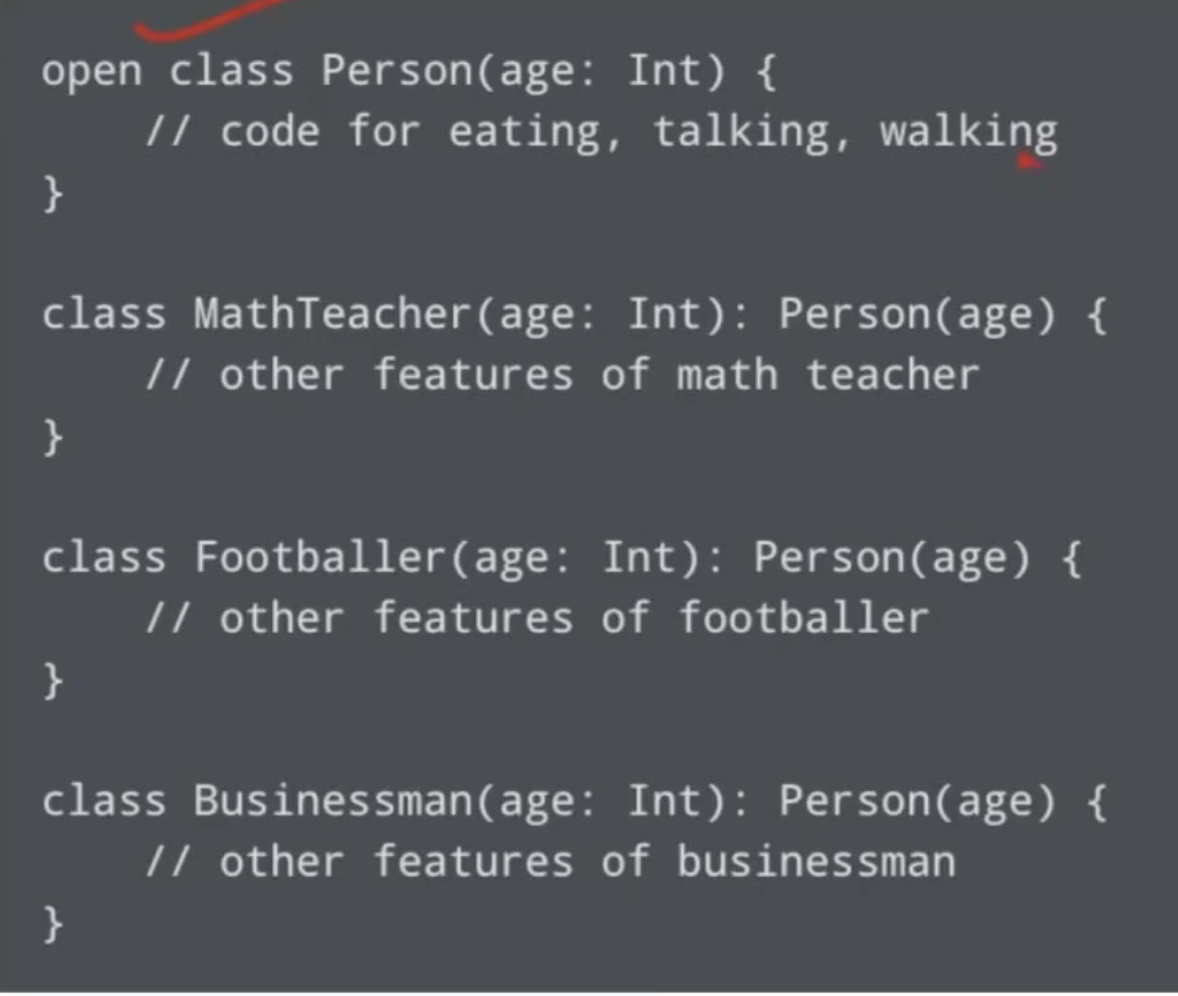 open class Person(age: Int) {
    // code for eating, talking, walking
}
class MathTeacher(age: Int): Person(age) {
    // other features of math teacher
}
class Footballer(age: Int): Person(age) {
    // other features of footballer
}
class Businessman(age: Int): Person(age) {
    // other features of businessman
}